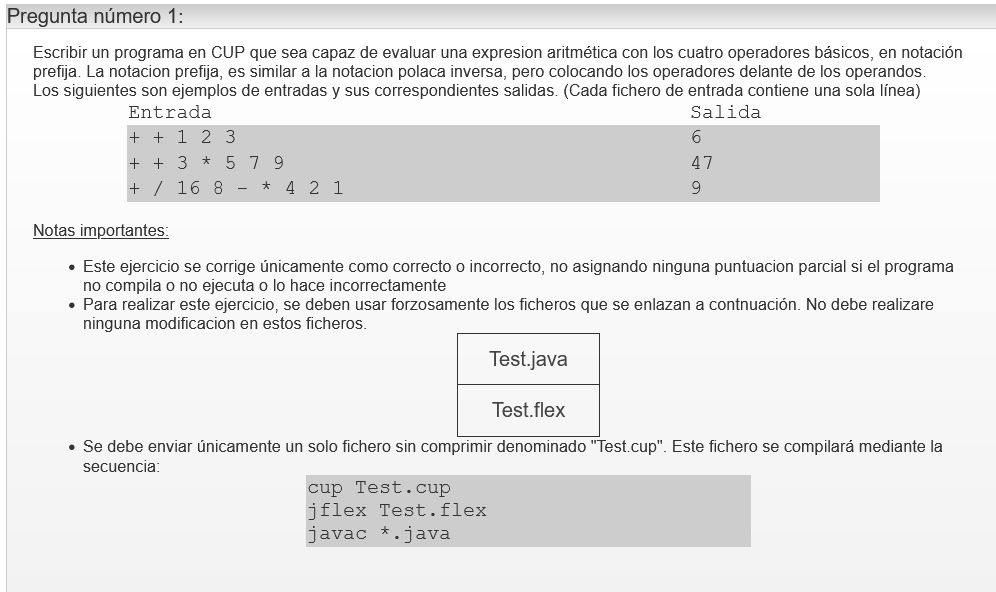 Pregunta número 1:
Escribir un programa en CUP que sea capaz de evaluar una expresion aritmética con los cuatro operadores básicos, en notación
prefija. La notacion prefija, es similar a la notacion polaca inversa, pero colocando los operadores delante de los operandos.
Los siguientes son ejemplos de entradas y sus correspondientes salidas. (Cada fichero de entrada contiene una sola línea)
Entrada Salida
+ + 1 2 3 6
+ + 3 * 5 7 9 47
+ / 16 8 - * 4 2 1 9
Notas importantes:
• Este ejercicio se corrige únicamente como correcto o incorrecto, no asignando ninguna puntuacion parcial si el programa
no compila o no ejecuta o lo hace incorrectamente
• Para realizar este ejercicio, se deben usar forzosamente los ficheros que se enlazan a contnuación. No debe realizare
ninguna modificacion en estos ficheros.
Test.java
Test.flex
• Se debe enviar únicamente un solo fichero sin comprimir denominado "Test.cup". Este fichero se compilará mediante la
secuencia:
cup Test.cup
jflex Test.flex
javac *.java